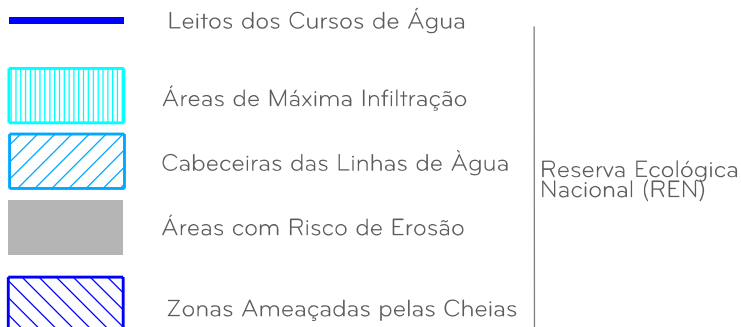 Leitos dos Cursos de Água
Áreas de Máxima Infiltração
Cabeceiras das Linhas de Àgua
Áreas com Risco de Erosão
Zonas Ameaçadas pelas Cheias
Reserva Ecológica
Nacional (REN)